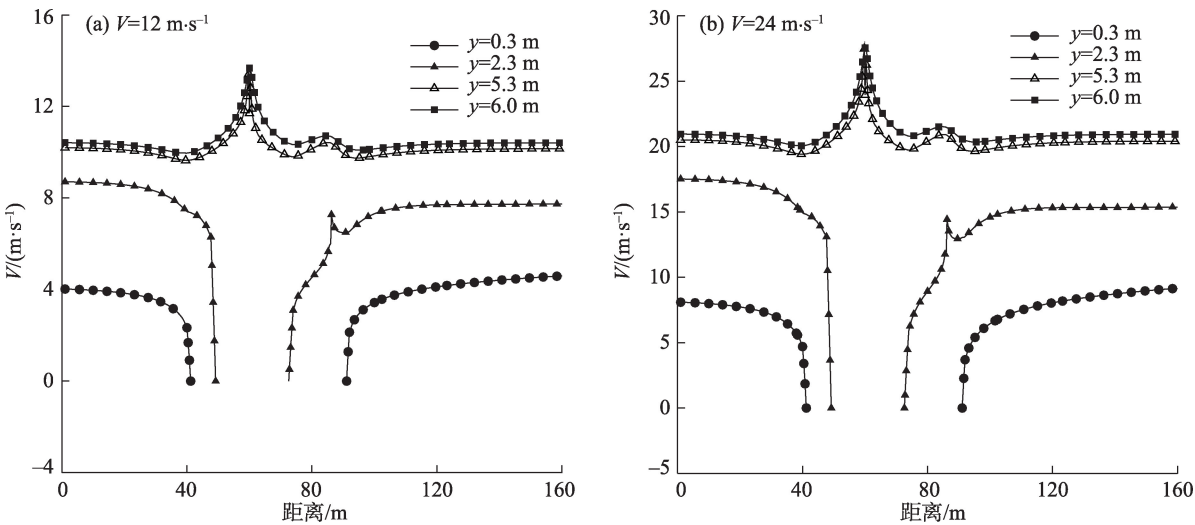 (a) V=12 m·s⁻¹
y=0.3 m
y=2.3 m
y=5.3 m
y=6.0 m
16
12
8
4
0
–4
V/(m·s⁻¹)
0
40
80
120
160
距离/m
(b) V=24 m·s⁻¹
y=0.3 m
y=2.3 m
y=5.3 m
y=6.0 m
30
25
20
15
10
5
0
–5
V/(m·s⁻¹)
0
40
80
120
160
距离/m